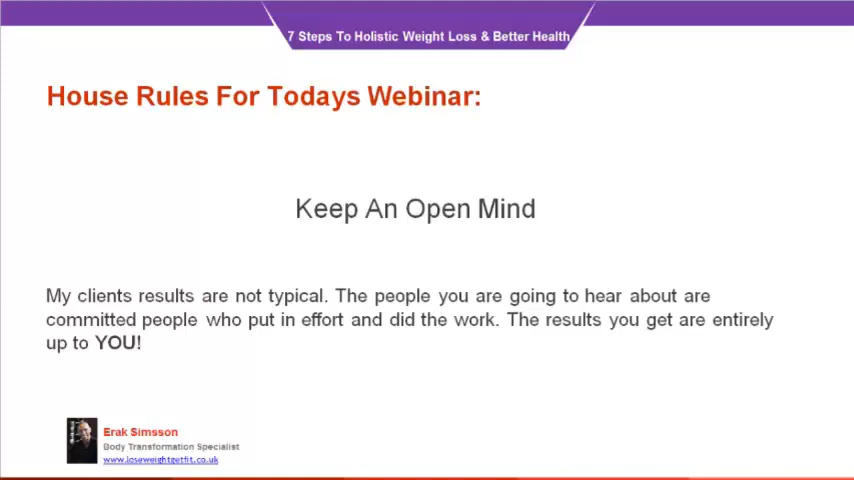 7 Steps To Holistic Weight Loss & Better Health
House Rules For Todays Webinar:
Keep An Open Mind
My clients results are not typical. The people you are going to hear about are
committed people who put in effort and did the work. The results you get are entirely
up to YOU!
Erak Simsson
Body Transformation Specialist
www.loseweightgetfit.co.uk